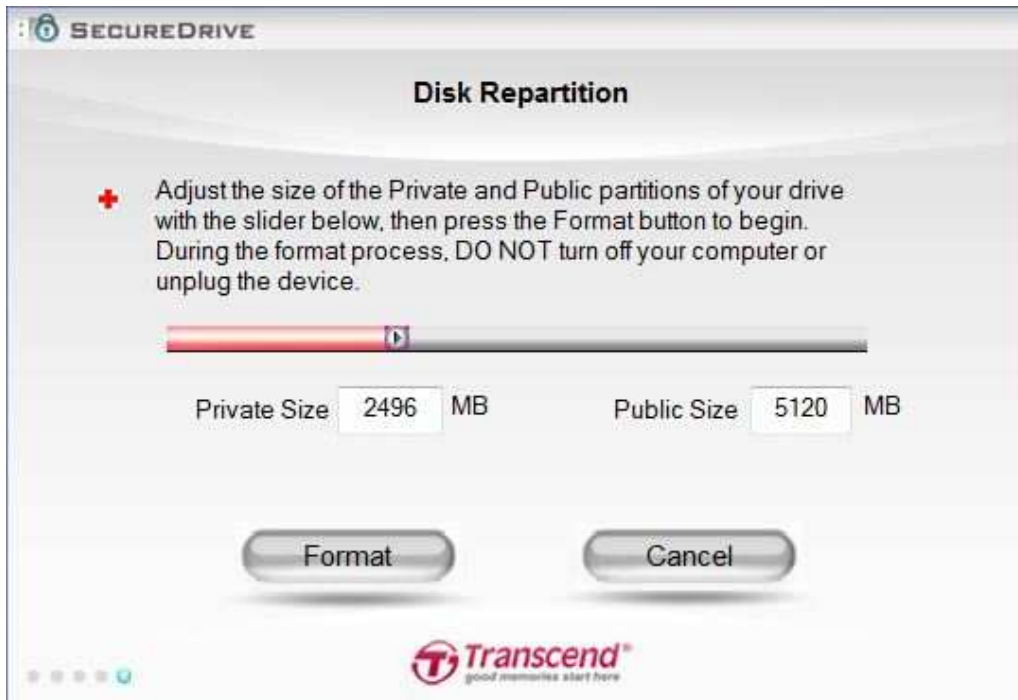 SECUREDRIVE
Disk Repartition
Adjust the size of the Private and Public partitions of your drive
with the slider below, then press the Format button to begin.
During the format process, DO NOT turn off your computer or
unplug the device.
Private Size 2496 MB Public Size 5120 MB
Format Cancel
Transcend®
good memories start here